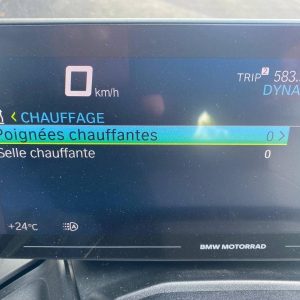 0 km/h
TRIP 2 583.
DYNA
< CHAUFFAGE
Poignées chauffantes 0 >
Selle chauffante 0
+24°C
BMW MOTORRAD